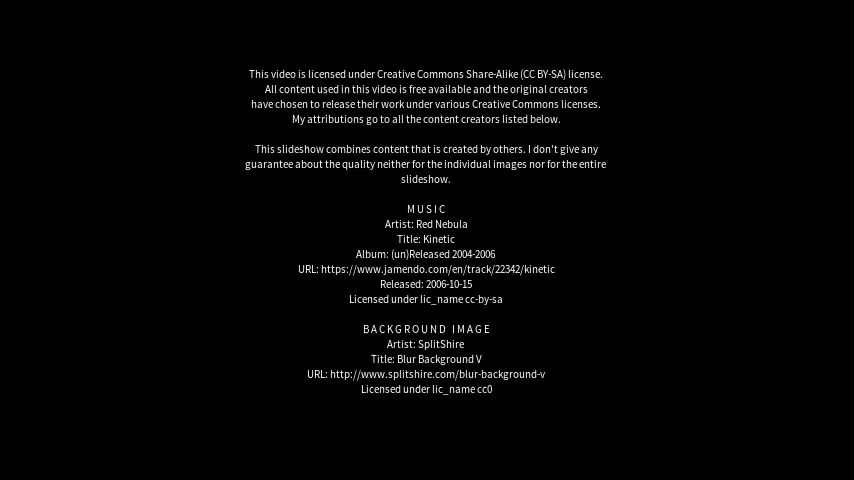 This video is licensed under Creative Commons Share-Alike (CC BY-SA) license.
All content used in this video is free available and the original creators
have chosen to release their work under various Creative Commons licenses.
My attributions go to all the content creators listed below.
This slideshow combines content that is created by others. I don't give any
guarantee about the quality neither for the individual images nor for the entire
slideshow.
MUSIC
Artist: Red Nebula
Title: Kinetic
Album: (un)Released 2004-2006
URL: https://www.jamendo.com/en/track/22342/kinetic
Released: 2006-10-15
Licensed under lic_name cc-by-sa
BACKGROUND IMAGE
Artist: SplitShire
Title: Blur Background V
URL: http://www.splitshire.com/blur-background-v
Licensed under lic_name cc0